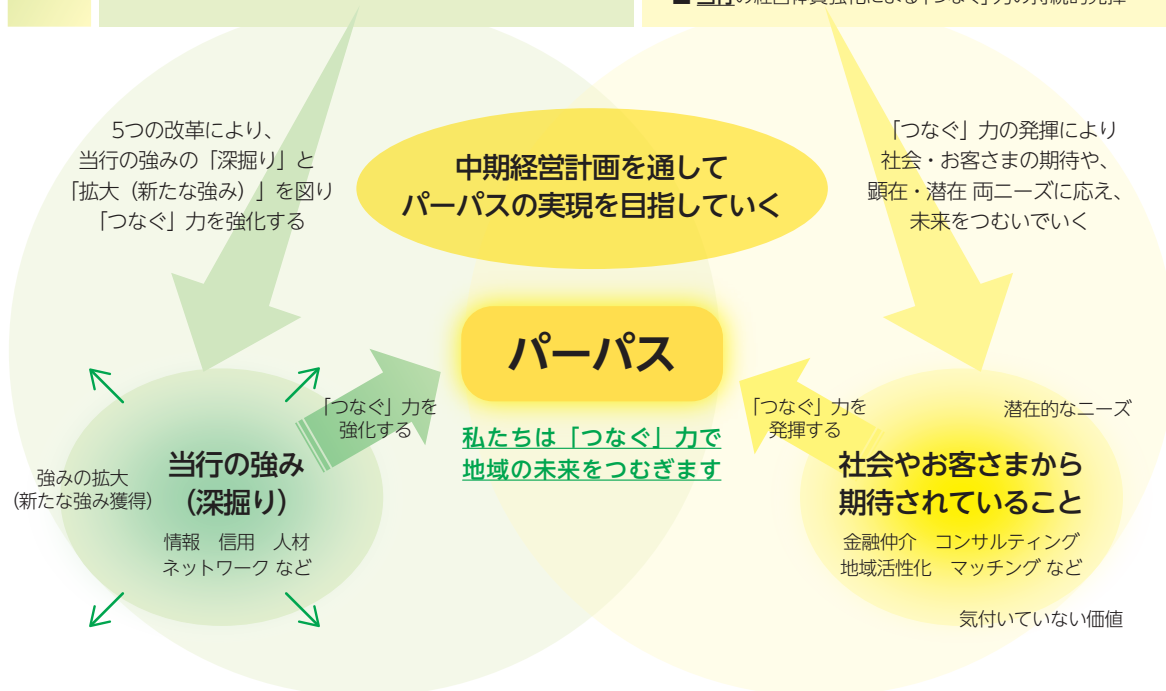 5つの改革により、
当行の強みの「深掘り」と
「拡大（新たな強み）」を図り
「つなぐ」力を強化する
中期経営計画を通して
パーパスの実現を目指していく
「つなぐ」力の発揮により
社会・お客さまの期待や、
顕在・潜在 両ニーズに応え、
未来をつむいでいく
パーパス
私たちは「つなぐ」力で
地域の未来をつむぎます
「つなぐ」力を
強化する
「つなぐ」力を
発揮する
強みの拡大
（新たな強み獲得）
当行の強み
（深掘り）
情報　信用　人材
ネットワーク など
潜在的なニーズ
社会やお客さまから
期待されていること
金融仲介　コンサルティング
地域活性化　マッチング など
気付いていない価値